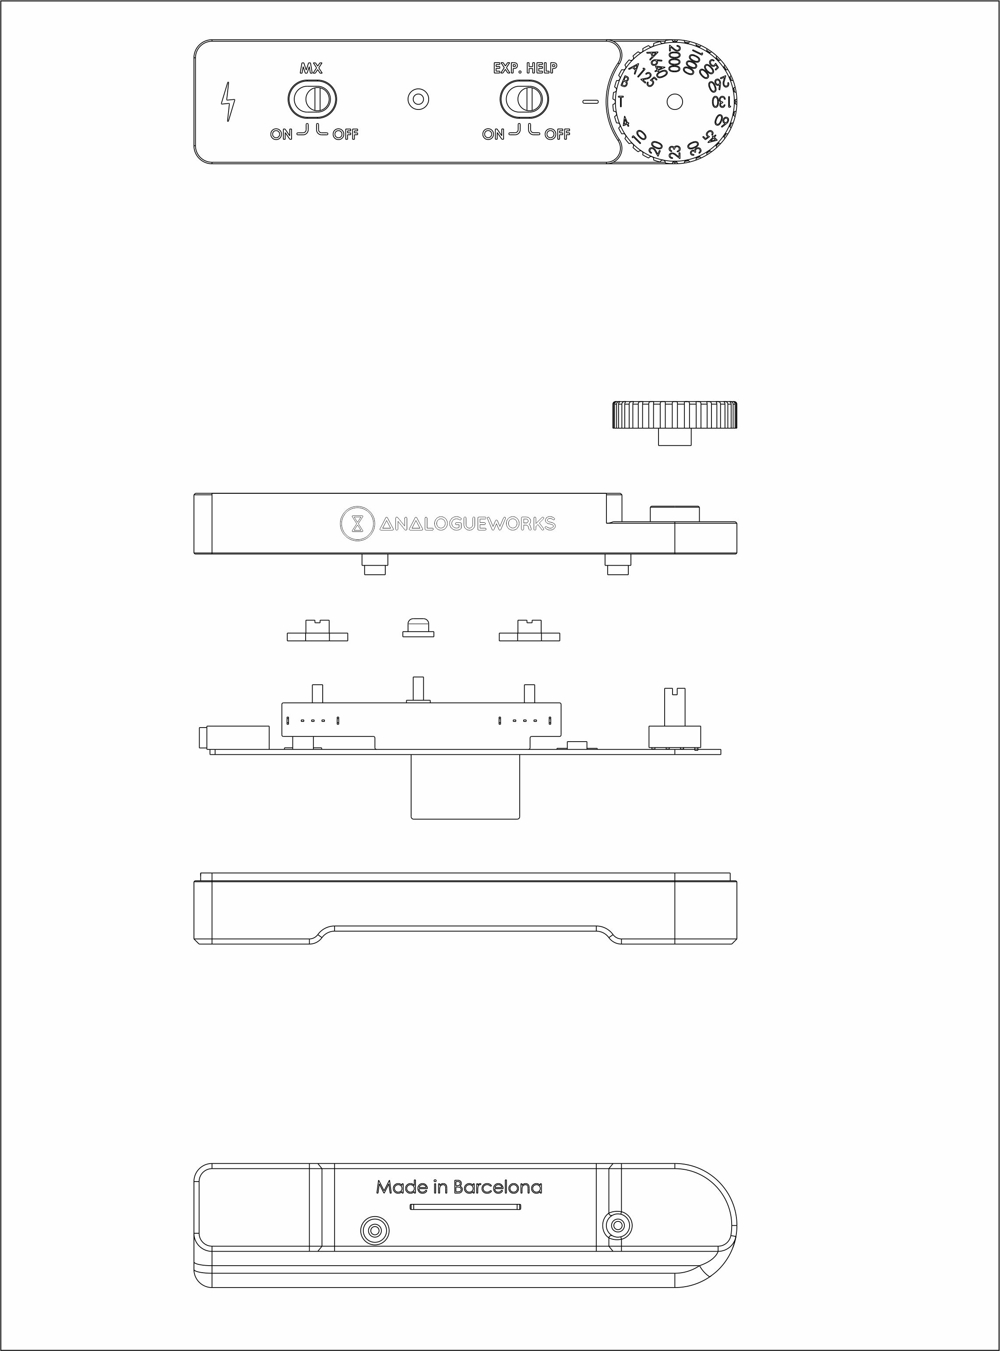 MX
ON OFF
EXP. HELP
ON OFF
2000
1000
500
260
130
60
45
30
23
20
10
4
T
B
A125
A640
ANALOGUEWORKS
Made in Barcelona